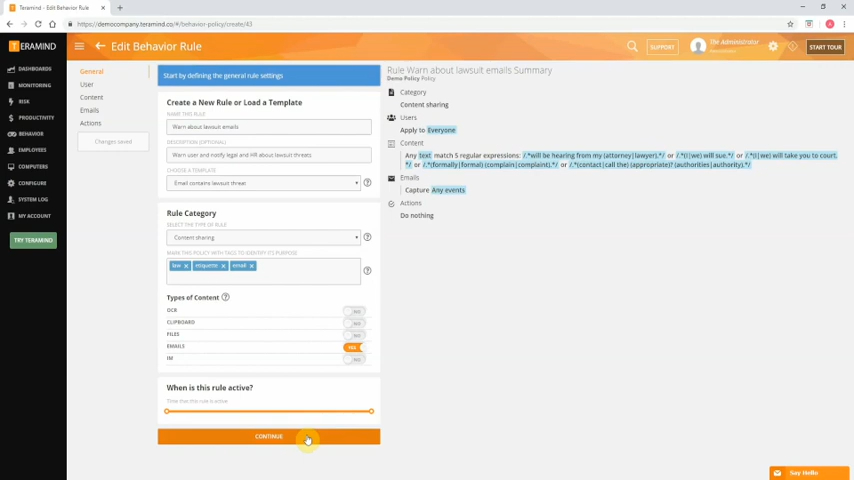 Teramind - Edit Behavior Rule
https://democompany.teramind.co/#/behavior-policy/create/43
TERAMIND
Edit Behavior Rule
SUPPORT
The Administrator
START TOUR
DASHBOARDS
MONITORING
RISK
PRODUCTIVITY
BEHAVIOR
EMPLOYEES
COMPUTERS
CONFIGURE
SYSTEM LOG
MY ACCOUNT
TRY TERAMIND
General
User
Content
Emails
Actions
Changes saved
Start by defining the general rule settings
Create a New Rule or Load a Template
NAME THIS RULE
Warn about lawsuit emails
DESCRIPTION (OPTIONAL)
Warn user and notify legal and HR about lawsuit threats
CHOOSE A TEMPLATE
Email contains lawsuit threat
Rule Category
SELECT THE TYPE OF RULE
Content sharing
MARK THIS POLICY WITH TAGS TO IDENTIFY ITS PURPOSE
law x etiquette x email x
Types of Content
OCR NO
CLIPBOARD NO
FILES NO
EMAILS YES
IM NO
When is this rule active?
Time that this rule is active
CONTINUE
Rule Warn about lawsuit emails Summary
Demo Policy Policy
Category
Content sharing
Users
Apply to Everyone
Content
Any text match 5 regular expressions: /.*will be hearing from my (attorney|lawyer).*/ or /.*(I|we) will sue.*/ or /.*(I|we) will take you to court.
*/ or /.*(formally|formal) (complain|complaint).*/ or /.*(contact|call the) (appropriate)? (authorities|authority).*/
Emails
Capture Any events
Actions
Do nothing
Say Hello